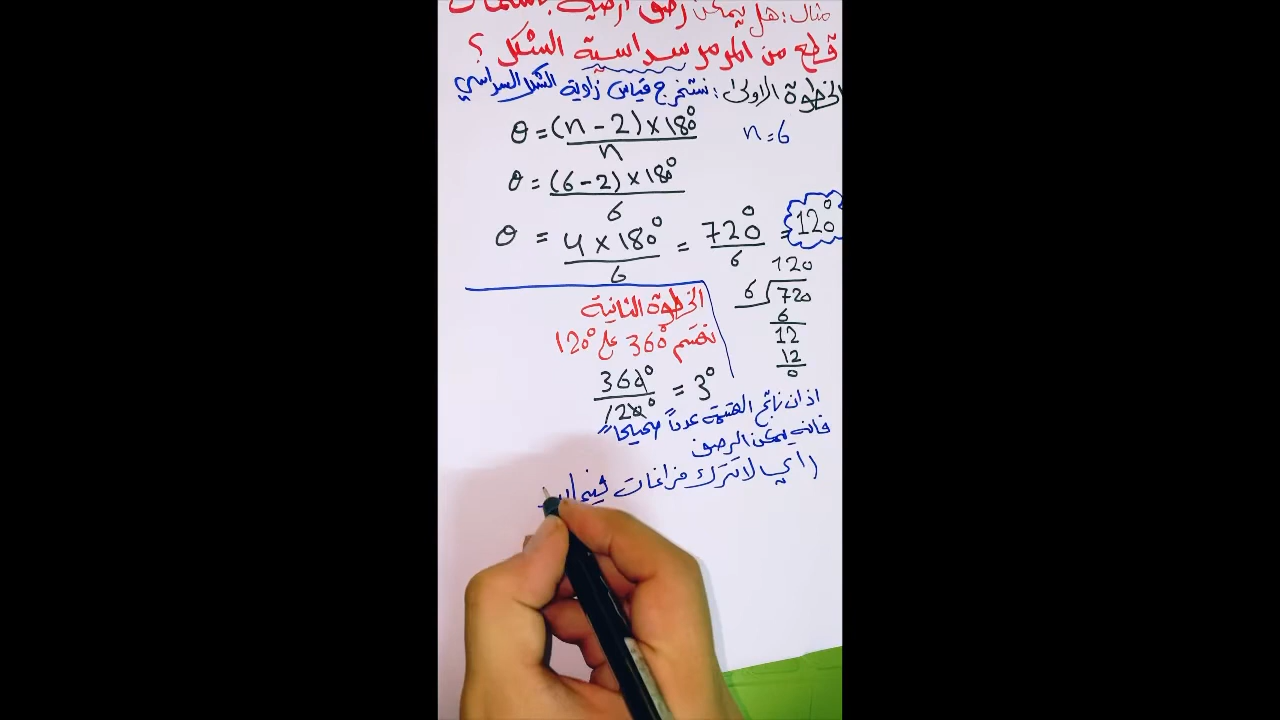 مثال: هل يمكن رصف أرضية باستعمال
قطع من المرمر سداسية الشكل ؟
الخطوة الاولى: نستخرج قياس زاوية الشكل السداسي
θ = (n - 2) × 180° / n
n = 6
θ = (6 - 2) × 180° / 6
θ = 4 × 180° / 6 = 720° / 6 = 120°
120
6 720
6
12
12
0
الخطوة الثانية
نقسم 360° على 120°
360° / 120° = 3°
اذان ناتج القسمة عدداً صحيحاً
فانه يمكن الرصف
(اي لا تترك فراغات فيما